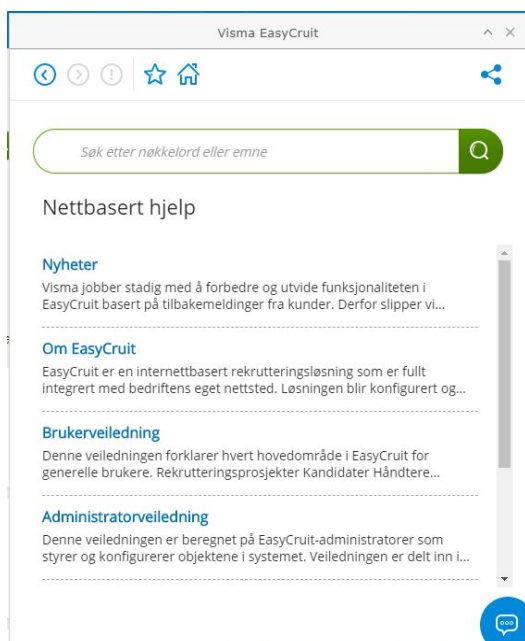 Visma EasyCruit
Søk etter nøkkelord eller emne
Nettbasert hjelp
Nyheter
Visma jobber stadig med å forbedre og utvide funksjonaliteten i
EasyCruit basert på tilbakemeldinger fra kunder. Derfor slipper vi...
Om EasyCruit
EasyCruit er en internettbasert rekrutteringsløsning som er fullt
integrert med bedriftens eget nettsted. Løsningen blir konfigurert og...
Brukerveiledning
Denne veiledningen forklarer hvert hovedområde i EasyCruit for
generelle brukere. Rekrutteringsprosjekter Kandidater Håndtere...
Administratorveiledning
Denne veiledningen er beregnet på EasyCruit-administratorer som
styrer og konfigurerer objektene i systemet. Veiledningen er delt inn i...